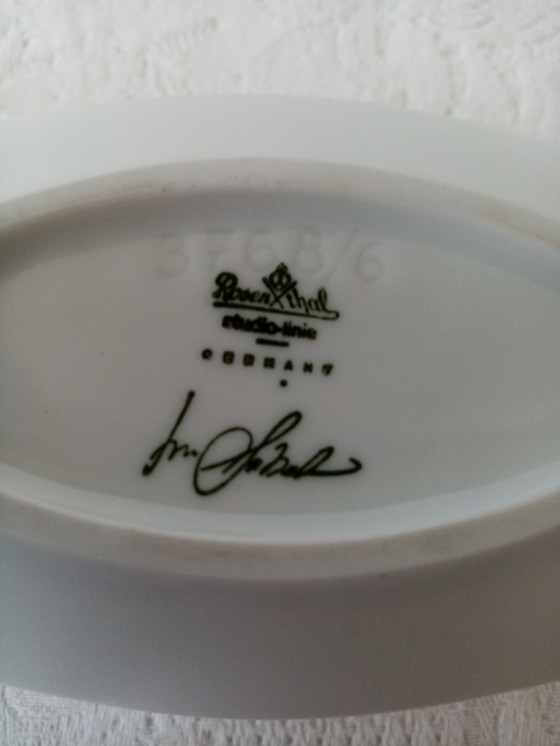 3768/6
Rosenthal
studio-linie
GERMANY